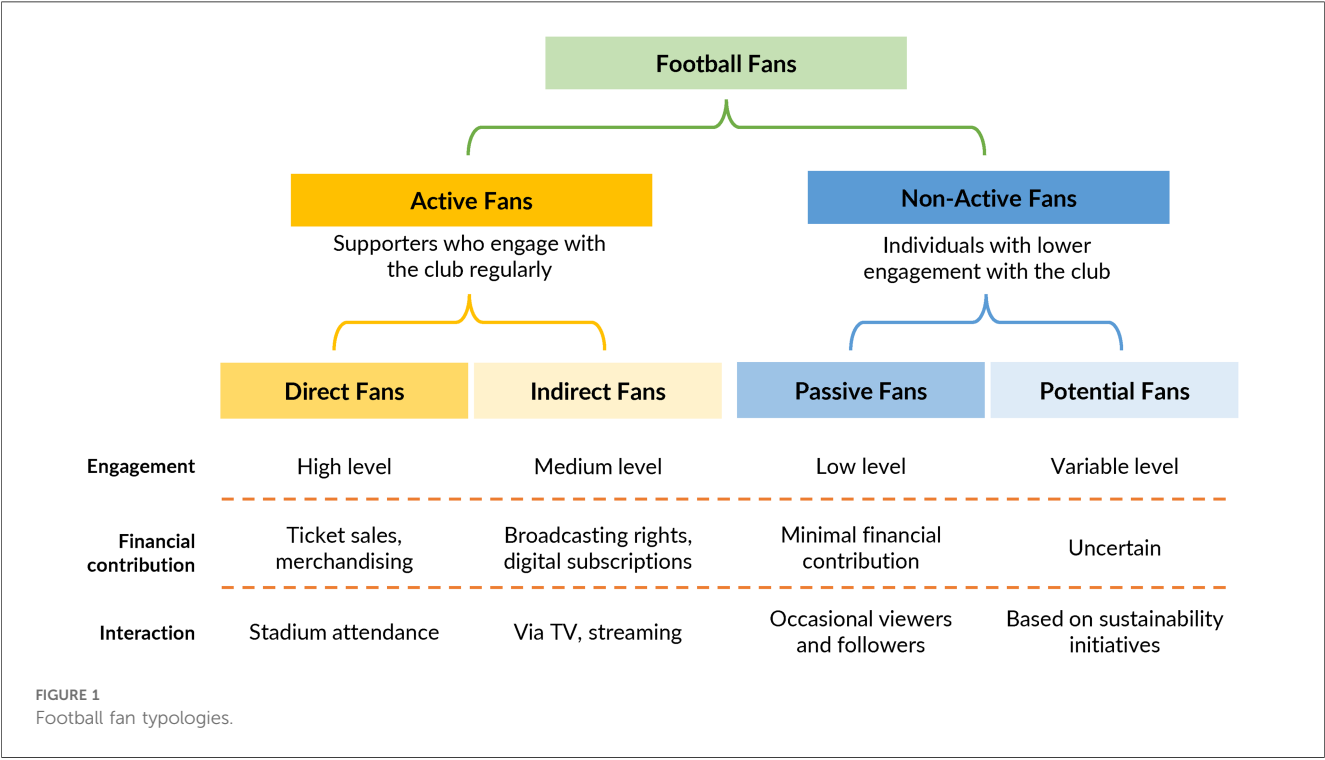 Football Fans
Active Fans
Non-Active Fans
Supporters who engage with
the club regularly
Individuals with lower
engagement with the club
Direct Fans
Indirect Fans
Passive Fans
Potential Fans
Engagement
High level
Medium level
Low level
Variable level
Financial
contribution
Ticket sales,
merchandising
Broadcasting rights,
digital subscriptions
Minimal financial
contribution
Uncertain
Interaction
Stadium attendance
Via TV, streaming
Occasional viewers
and followers
Based on sustainability
initiatives
FIGURE 1
Football fan typologies.